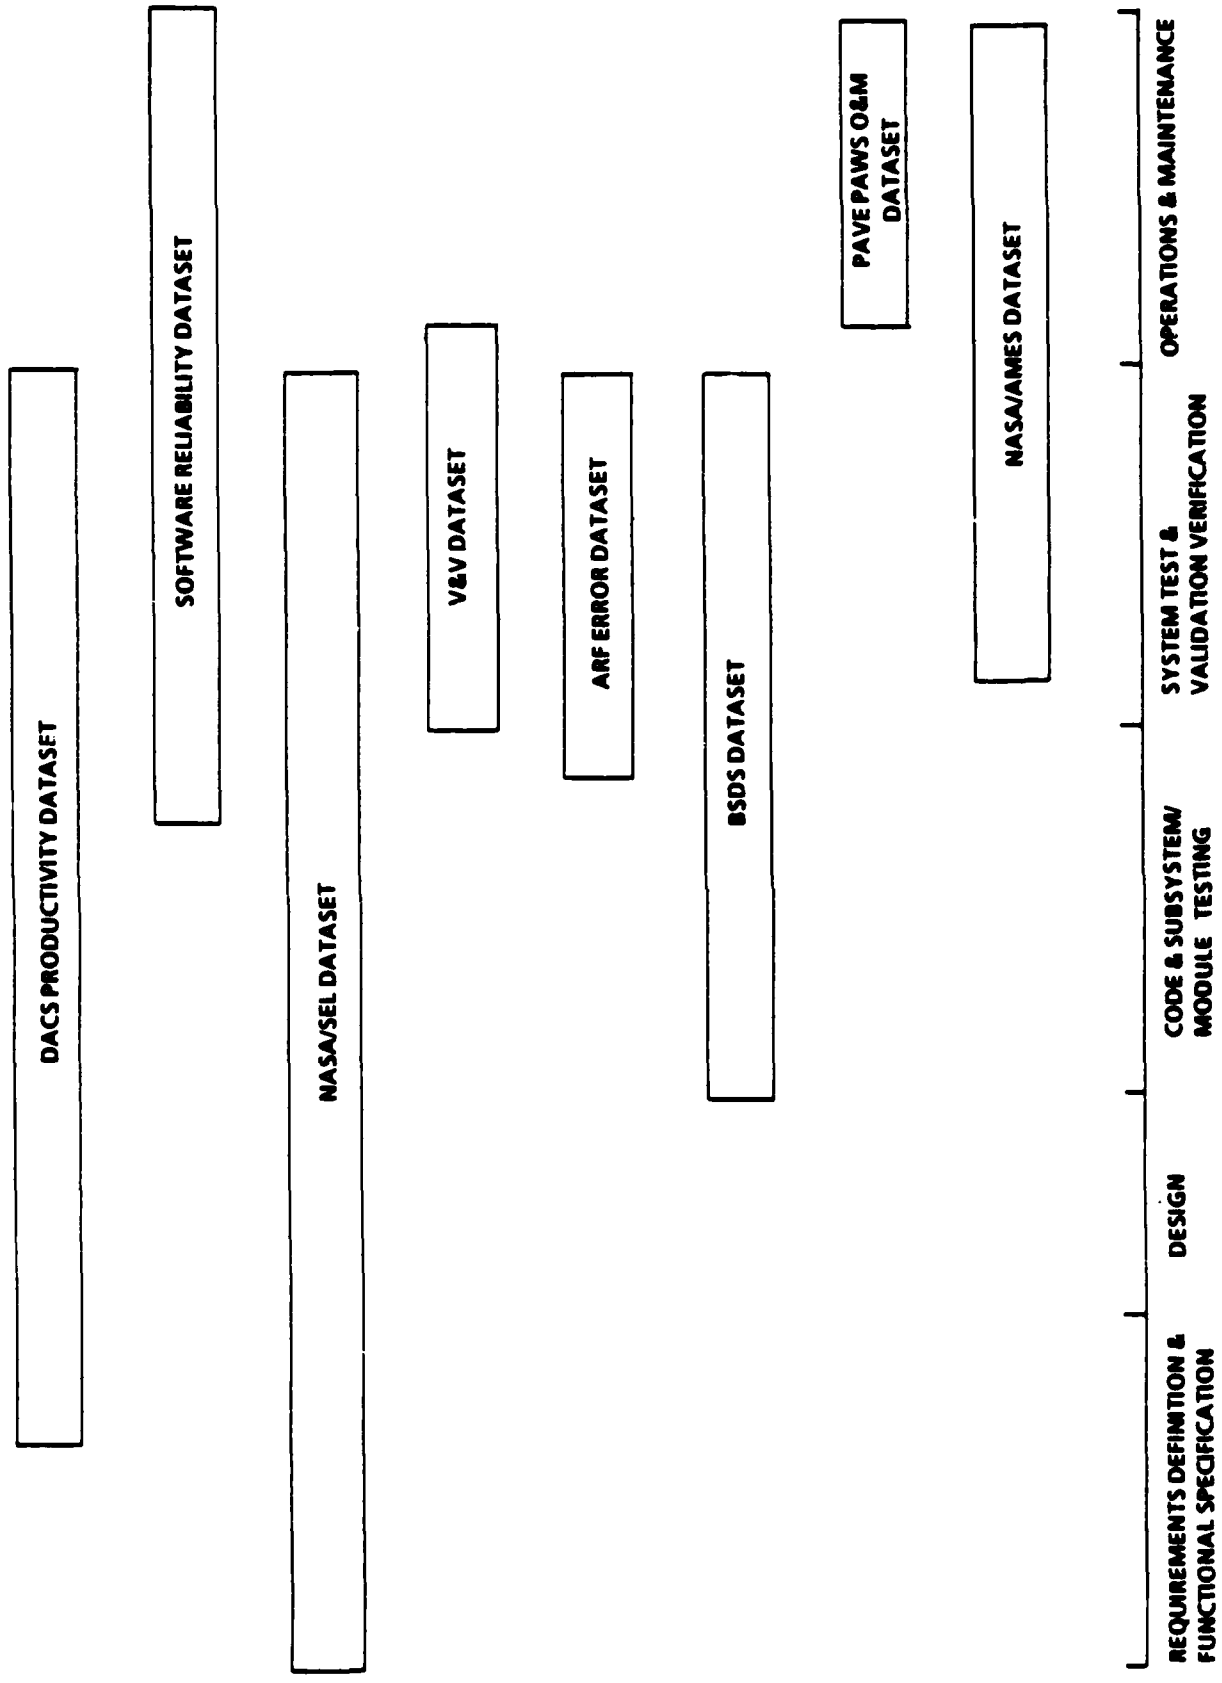 DACS PRODUCTIVITY DATASET
SOFTWARE RELIABILITY DATASET
NASA/SEL DATASET
V&V DATASET
ARF ERROR DATASET
BSDS DATASET
PAVE PAWS O&M
DATASET
NASA/AMES DATASET
REQUIREMENTS DEFINITION &
FUNCTIONAL SPECIFICATION
DESIGN
CODE & SUBSYSTEM/
MODULE TESTING
SYSTEM TEST &
VALIDATION VERIFICATION
OPERATIONS & MAINTENANCE